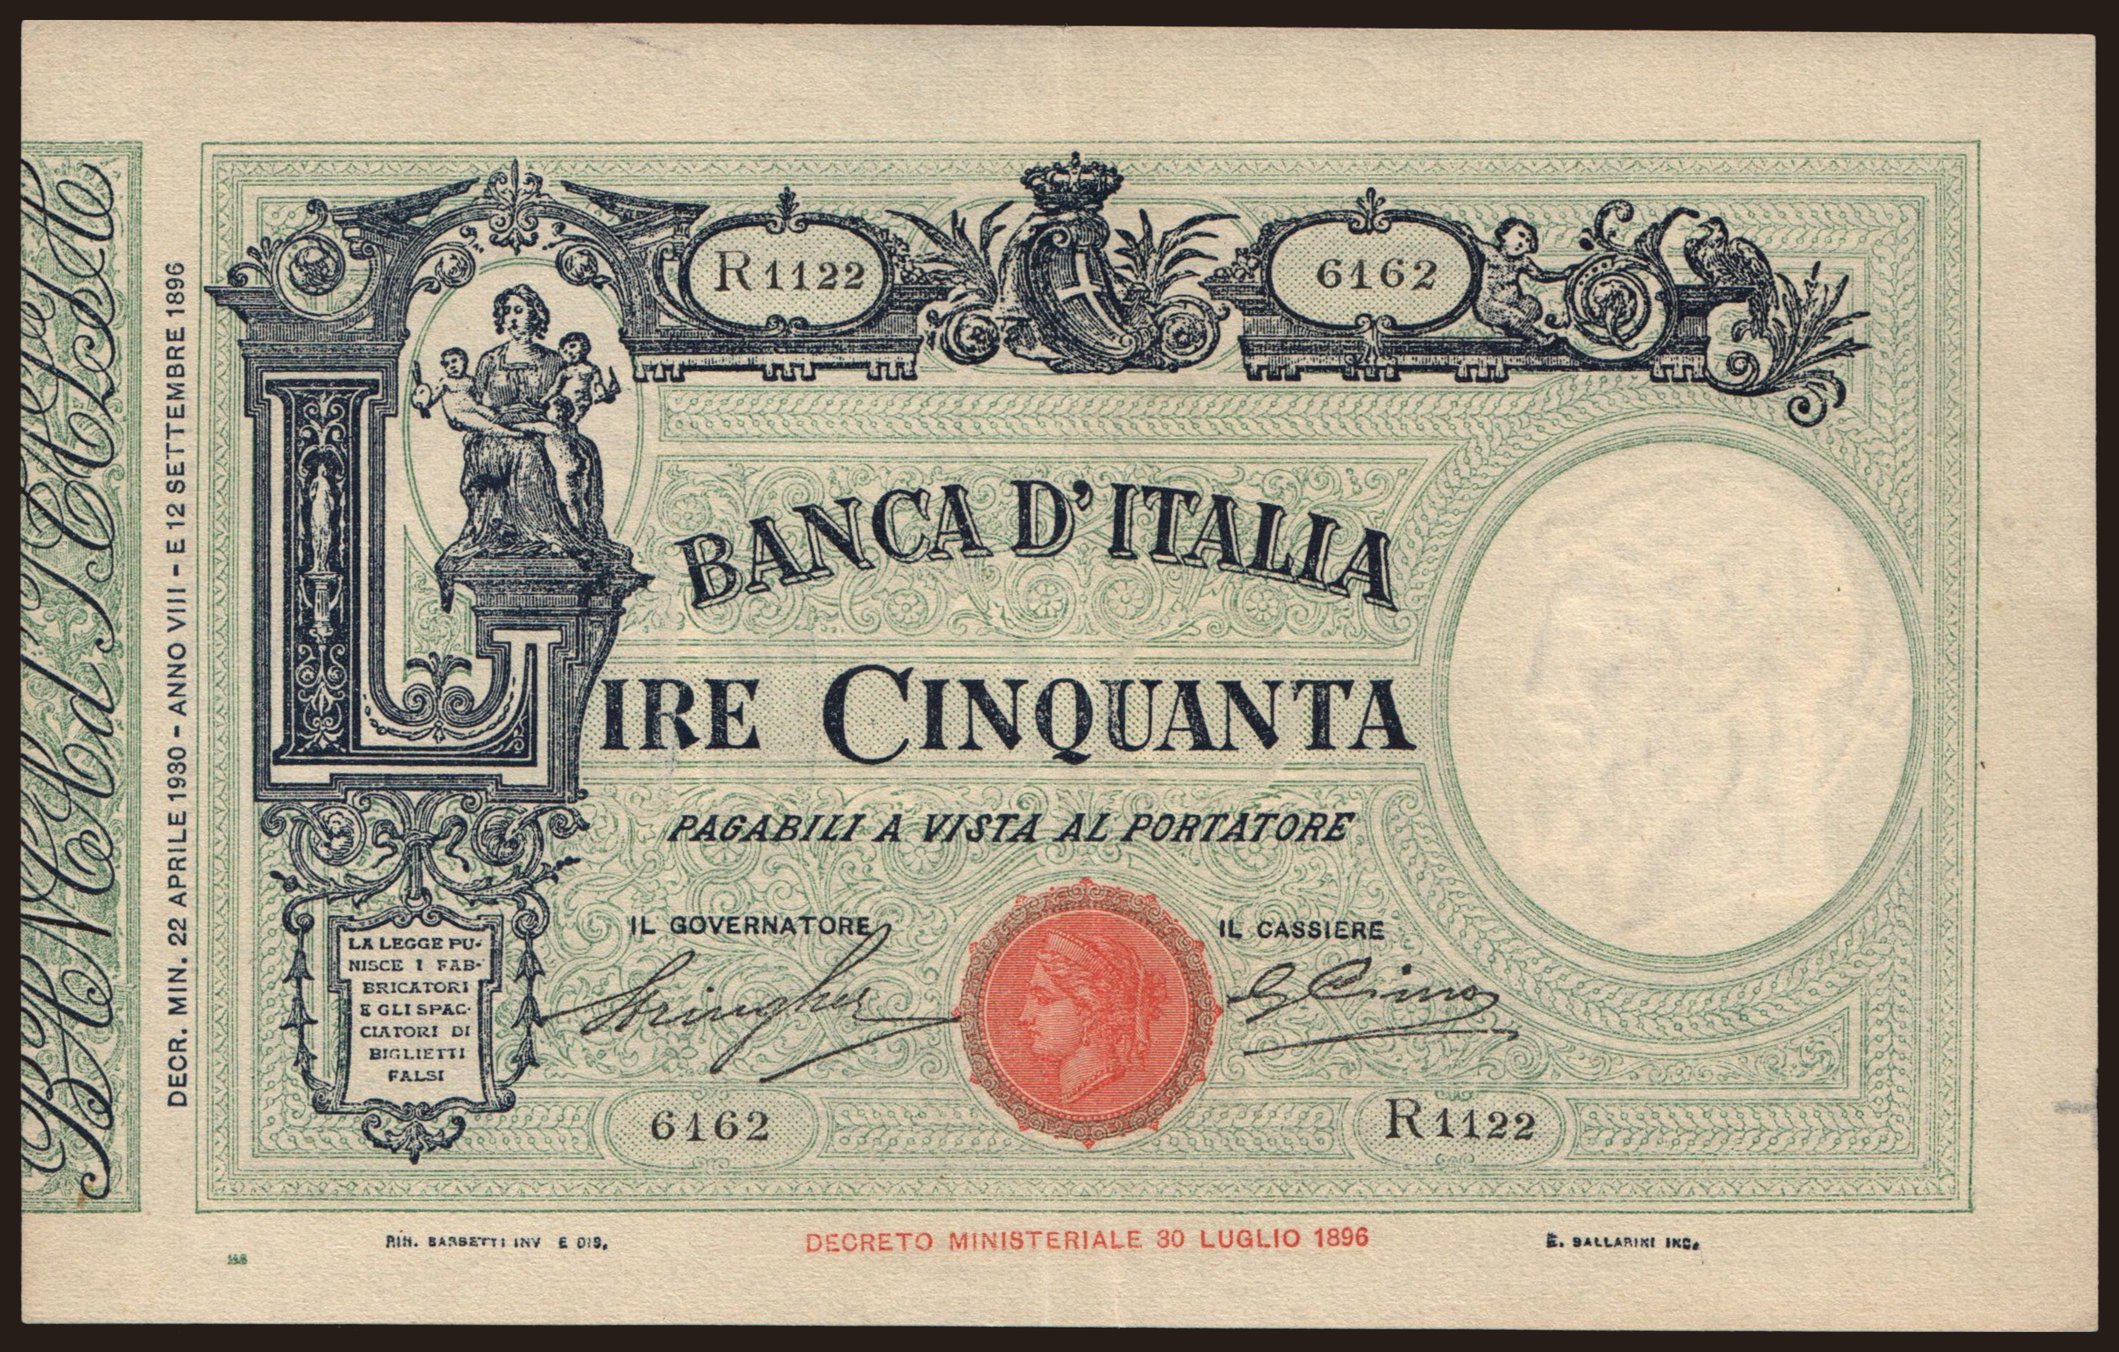 R1122
6162
BANCA D'ITALIA
LIRE CINQUANTA
PAGABILI A VISTA AL PORTATORE
IL GOVERNATORE
IL CASSIERE
Stringher
LA LEGGE PU-
NISCE I FAB-
BRICATORI
E GLI SPAC-
CIATORI DI
BIGLIETTI
FALSI
6162
R1122
DECR. MIN. 22 APRILE 1930 - ANNO VIII - E 12 SETTEMBRE 1896
RIN. BARBETTI INV E DIS.
DECRETO MINISTERIALE 30 LUGLIO 1896
E. BALLARINI INC.